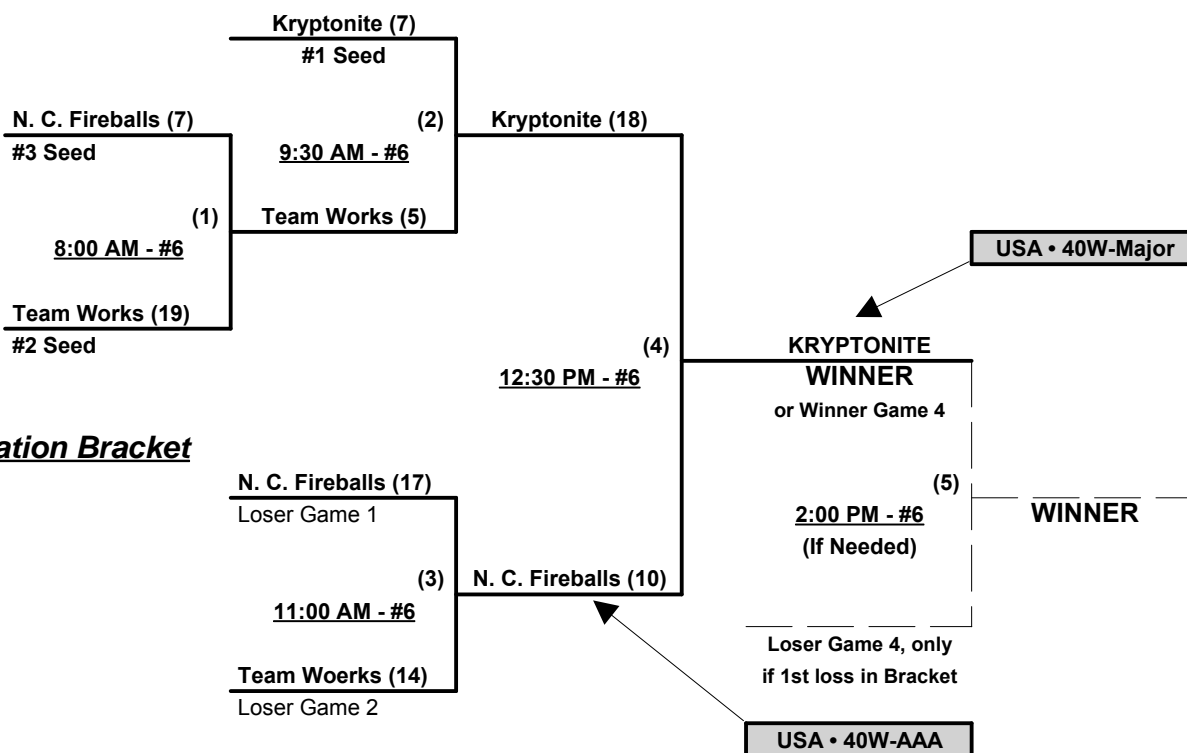 Kryptonite (7)
#1 Seed
N. C. Fireballs (7)
#3 Seed
(2)
Kryptonite (18)
9:30 AM - #6
(1)
Team Works (5)
8:00 AM - #6
USA • 40W-Major
Team Works (19)
#2 Seed
(4)
KRYPTONITE
12:30 PM - #6
WINNER
or Winner Game 4
ation Bracket
N. C. Fireballs (17)
Loser Game 1
(5)
2:00 PM - #6
WINNER
(If Needed)
(3)
N. C. Fireballs (10)
11:00 AM - #6
Loser Game 4, only
if 1st loss in Bracket
Team Woerks (14)
Loser Game 2
USA • 40W-AAA